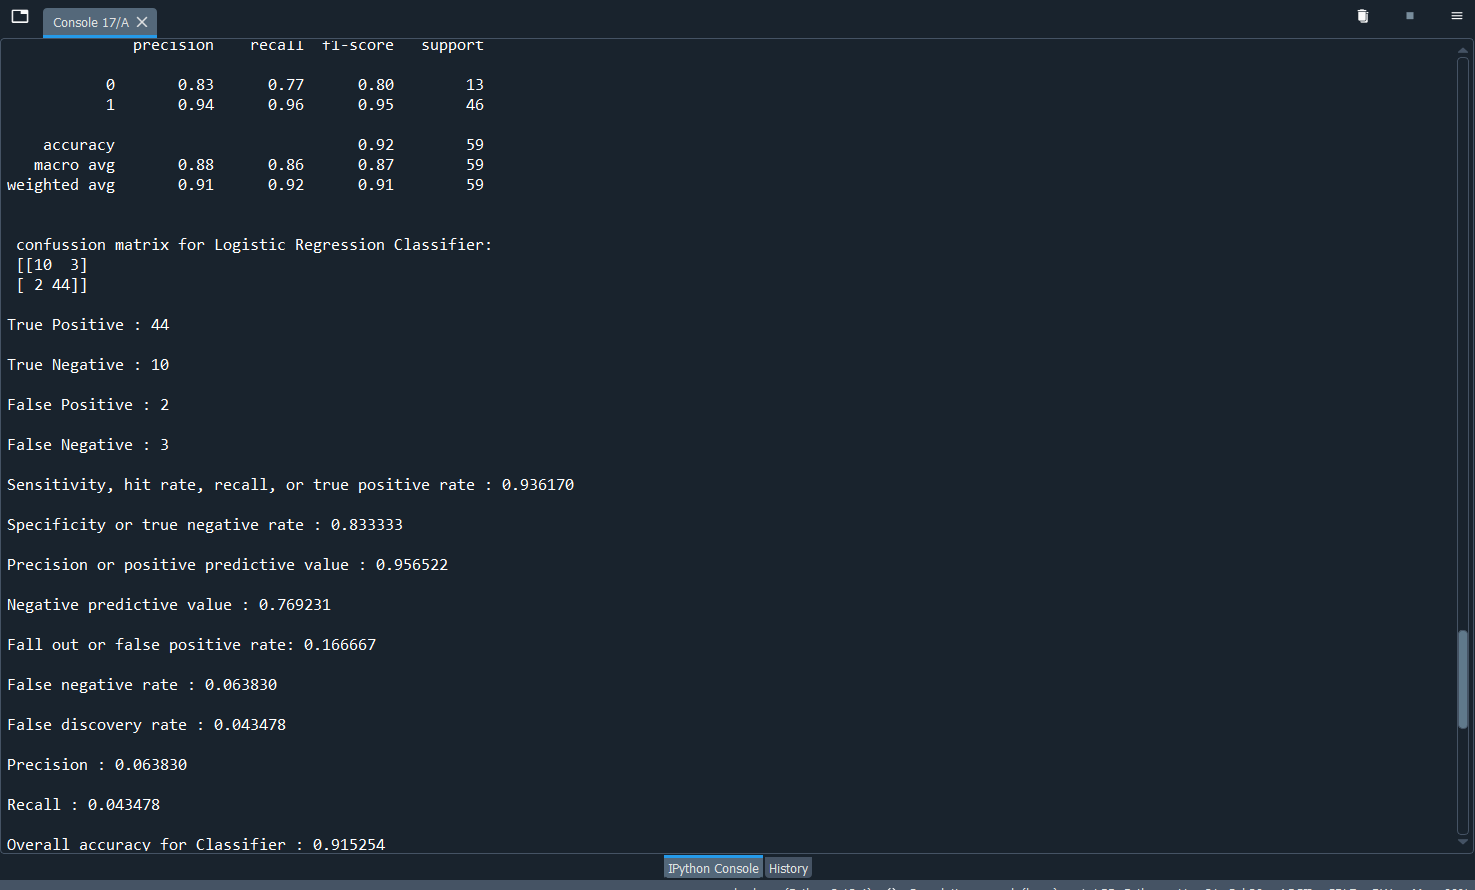 Console 17/A
precision recall f1-score support
0 0.83 0.77 0.80 13
1 0.94 0.96 0.95 46
accuracy 0.92 59
macro avg 0.88 0.86 0.87 59
weighted avg 0.91 0.92 0.91 59
confussion matrix for Logistic Regression Classifier:
[[10 3]
[ 2 44]]
True Positive : 44
True Negative : 10
False Positive : 2
False Negative : 3
Sensitivity, hit rate, recall, or true positive rate : 0.936170
Specificity or true negative rate : 0.833333
Precision or positive predictive value : 0.956522
Negative predictive value : 0.769231
Fall out or false positive rate: 0.166667
False negative rate : 0.063830
False discovery rate : 0.043478
Precision : 0.063830
Recall : 0.043478
Overall accuracy for Classifier : 0.915254
IPython Console History